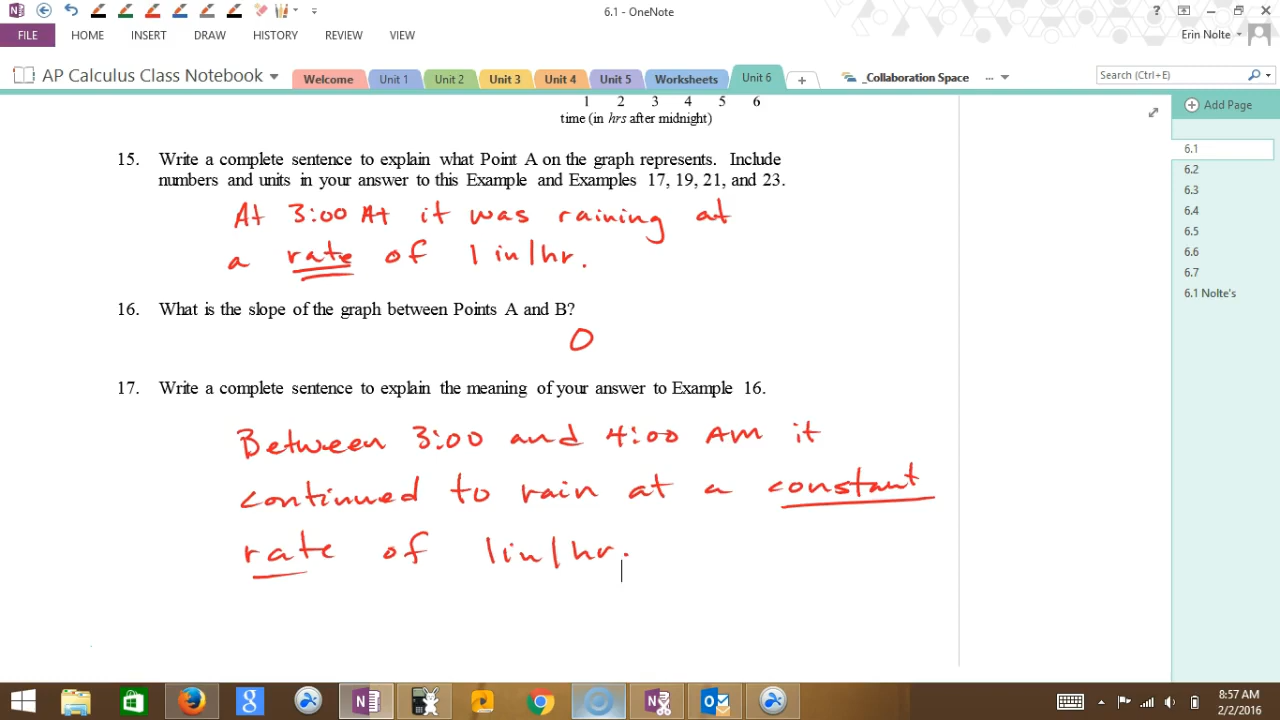 6.1 - OneNote
?
FILE HOME INSERT DRAW HISTORY REVIEW VIEW
Erin Nolte
AP Calculus Class Notebook
Welcome Unit 1 Unit 2 Unit 3 Unit 4 Unit 5 Worksheets Unit 6 + _Collaboration Space ...
Search (Ctrl+E)
Add Page
6.1
6.2
6.3
6.4
6.5
6.6
6.7
6.1 Nolte's
1 2 3 4 5 6
time (in hrs after midnight)
15. Write a complete sentence to explain what Point A on the graph represents. Include
numbers and units in your answer to this Example and Examples 17, 19, 21, and 23.
At 3:00 At it was raining at
a rate of 1 in/hr.
16. What is the slope of the graph between Points A and B?
0
17. Write a complete sentence to explain the meaning of your answer to Example 16.
Between 3:00 and 4:00 AM it
continued to rain at a constant
rate of 1 in/hr.
g
8:57 AM
2/2/2016